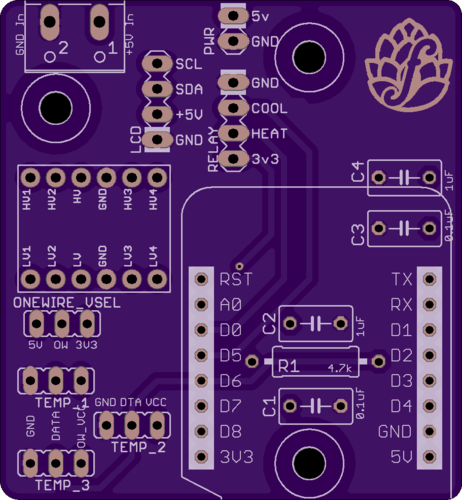 GND In
2
1
+5V In
PWR
5v
GND
SCL
SDA
+5V
GND
LCD
RELAY
GND
COOL
HEAT
3v3
HV1
HV2
HV
GND
HV3
HV4
LV1
LV2
LV
GND
LV3
LV4
C4
1uF
C3
0.1uF
ONEWIRE_VSEL
5V
OW
3V3
RST
A0
D0
D5
D6
D7
D8
3V3
TX
RX
D1
D2
D3
D4
GND
5V
C2
1uF
R1
4.7k
C1
0.1uF
TEMP_1
GND
DATA
OW_VCC
GND DTA VCC
TEMP_2
TEMP_3